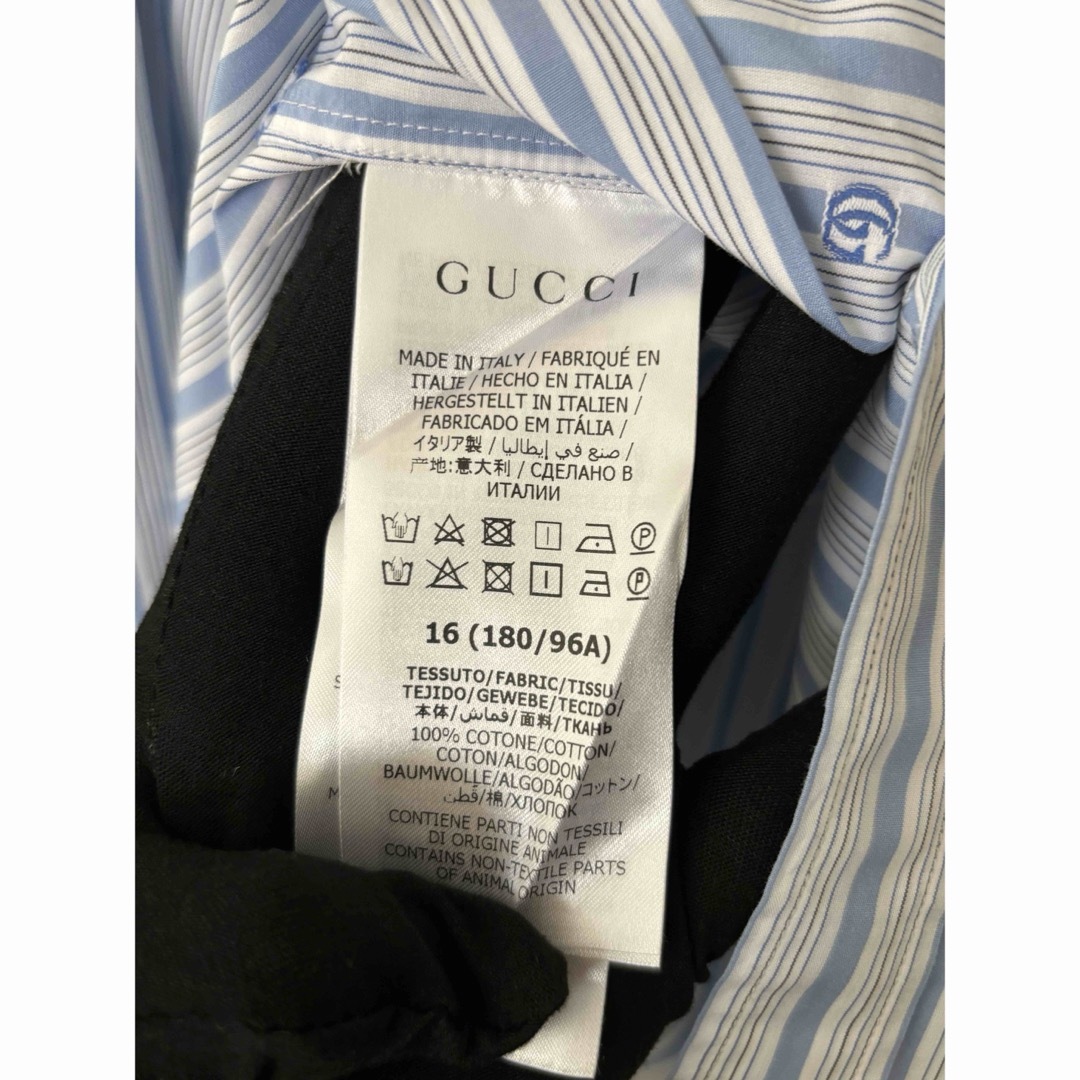 GUCCI
MADE IN ITALY / FABRIQUÉ EN
ITALIE / HECHO EN ITALIA /
HERGESTELLT IN ITALIEN /
FABRICADO EM ITÁLIA /
イタリア製 / صنع في إيطاليا /
产地:意大利 / СДЕЛАНО В
ИТАЛИИ
P
P
16 (180/96A)
TESSUTO/FABRIC/TISSU/
TEJIDO/GEWEBE/TECIDO/
本体/قماش/面料/ТКАНЬ
100% COTONE/COTTON/
COTON/ALGODON/
BAUMWOLLE/ALGODÃO/コットン/
قطن/棉/ХЛОПОК
CONTIENE PARTI NON TESSILI
DI ORIGINE ANIMALE
CONTAINS NON-TEXTILE PARTS
OF ANIMAL ORIGIN